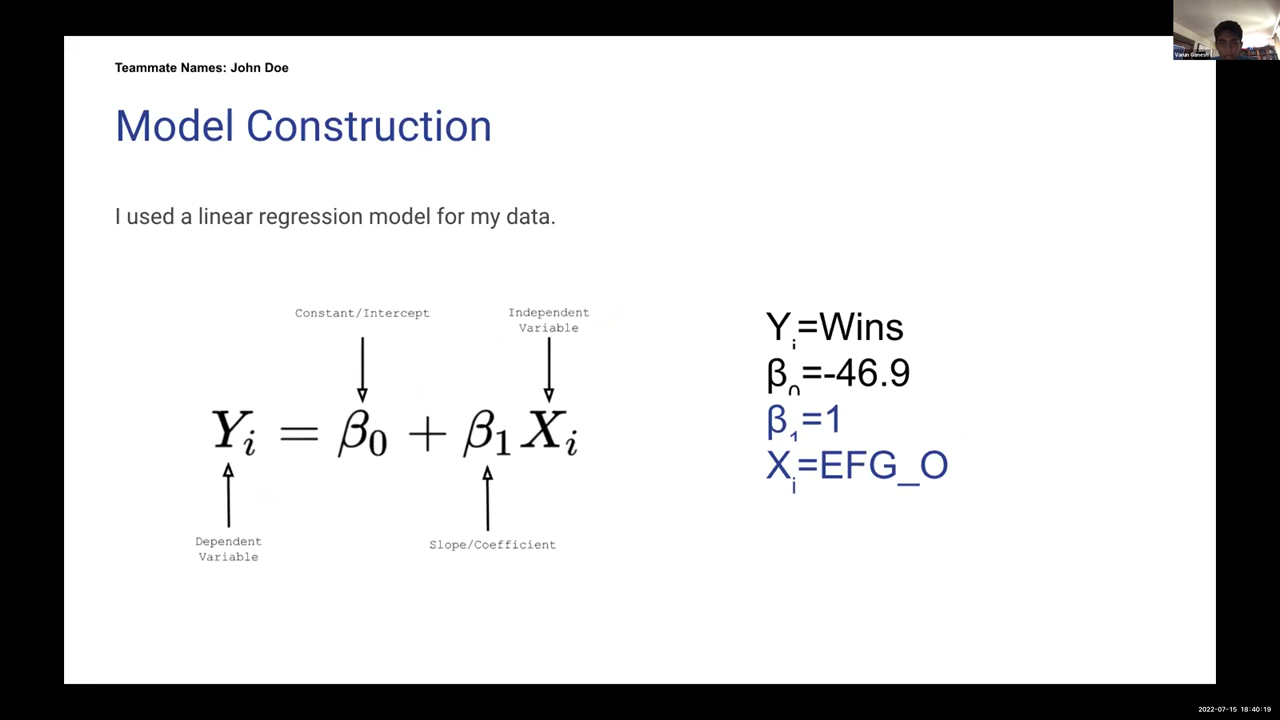 Varun Ganesh
Teammate Names: John Doe
Model Construction
I used a linear regression model for my data.
Constant/Intercept
Independent
Variable
Yᵢ = β₀ + β₁Xᵢ
Dependent
Variable
Slope/Coefficient
Yᵢ=Wins
β₀=-46.9
β₁=1
Xᵢ=EFG_O
2022-07-15 18:40:19